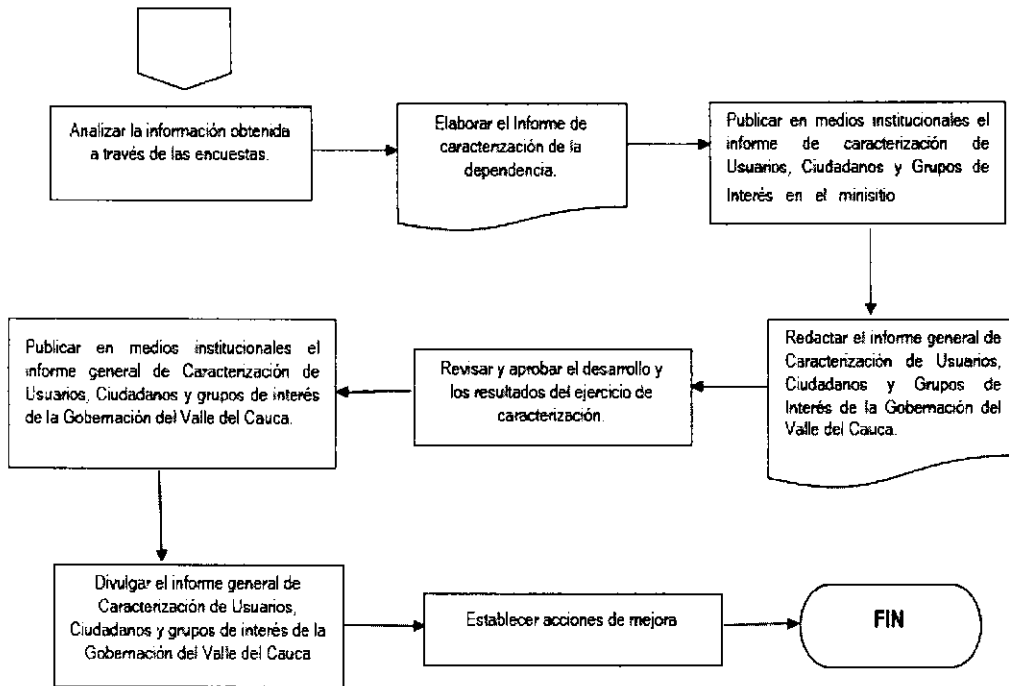 Analizar la información obtenida
a través de las encuestas.
Elaborar el Informe de
caracterización de la
dependencia.
Publicar en medios institucionales el
informe de caracterización de
Usuarios, Ciudadanos y Grupos de
Interés en el minisitio
Redactar el informe general de
Caracterización de Usuarios,
Ciudadanos y Grupos de
Interés de la Gobernación del
Valle del Cauca.
Revisar y aprobar el desarrollo y
los resultados del ejercicio de
caracterización.
Publicar en medios institucionales el
informe general de Caracterización de
Usuarios, Ciudadanos y grupos de interés
de la Gobernación del Valle del Cauca.
Divulgar el informe general de
Caracterización de Usuarios,
Ciudadanos y grupos de interés de la
Gobernación del Valle del Cauca
Establecer acciones de mejora
FIN